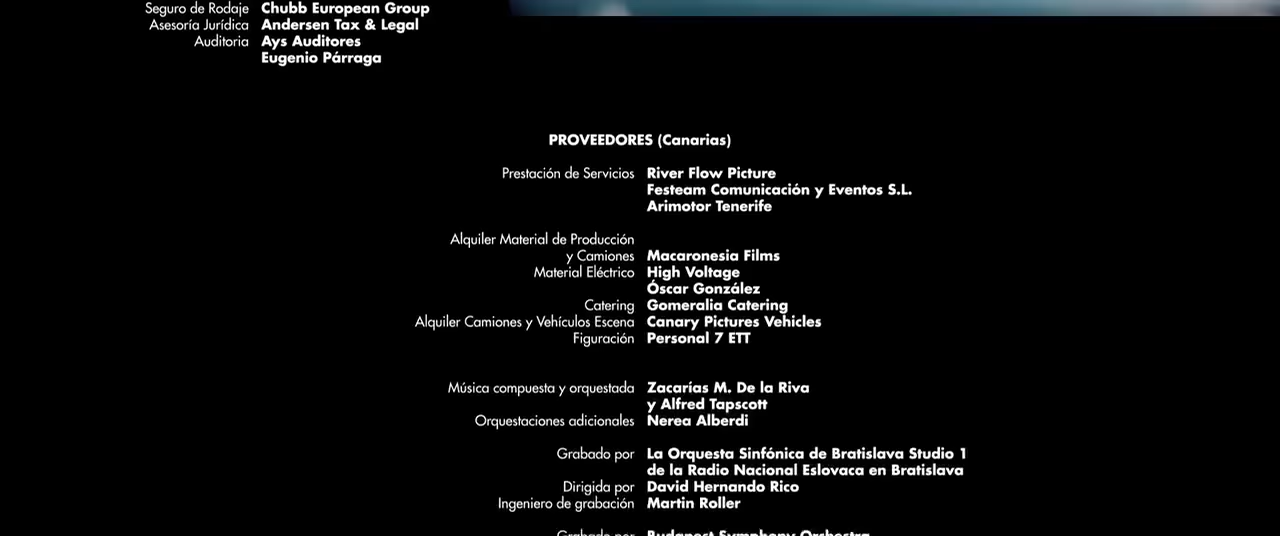 Seguro de Rodaje Chubb European Group
Asesoría Jurídica Andersen Tax & Legal
Auditoria Ays Auditores
Eugenio Párraga
PROVEEDORES (Canarias)
Prestación de Servicios River Flow Picture
Festeam Comunicación y Eventos S.L.
Arimotor Tenerife
Alquiler Material de Producción
y Camiones Macaronesia Films
Material Eléctrico High Voltage
Óscar González
Catering Gomeralia Catering
Alquiler Camiones y Vehículos Escena Canary Pictures Vehicles
Figuración Personal 7 ETT
Música compuesta y orquestada Zacarías M. De la Riva
y Alfred Tapscott
Orquestaciones adicionales Nerea Alberdi
Grabado por La Orquesta Sinfónica de Bratislava Studio 1
de la Radio Nacional Eslovaca en Bratislava
Dirigida por David Hernando Rico
Ingeniero de grabación Martin Roller
Grabado por Budapest Symphony Orchestra